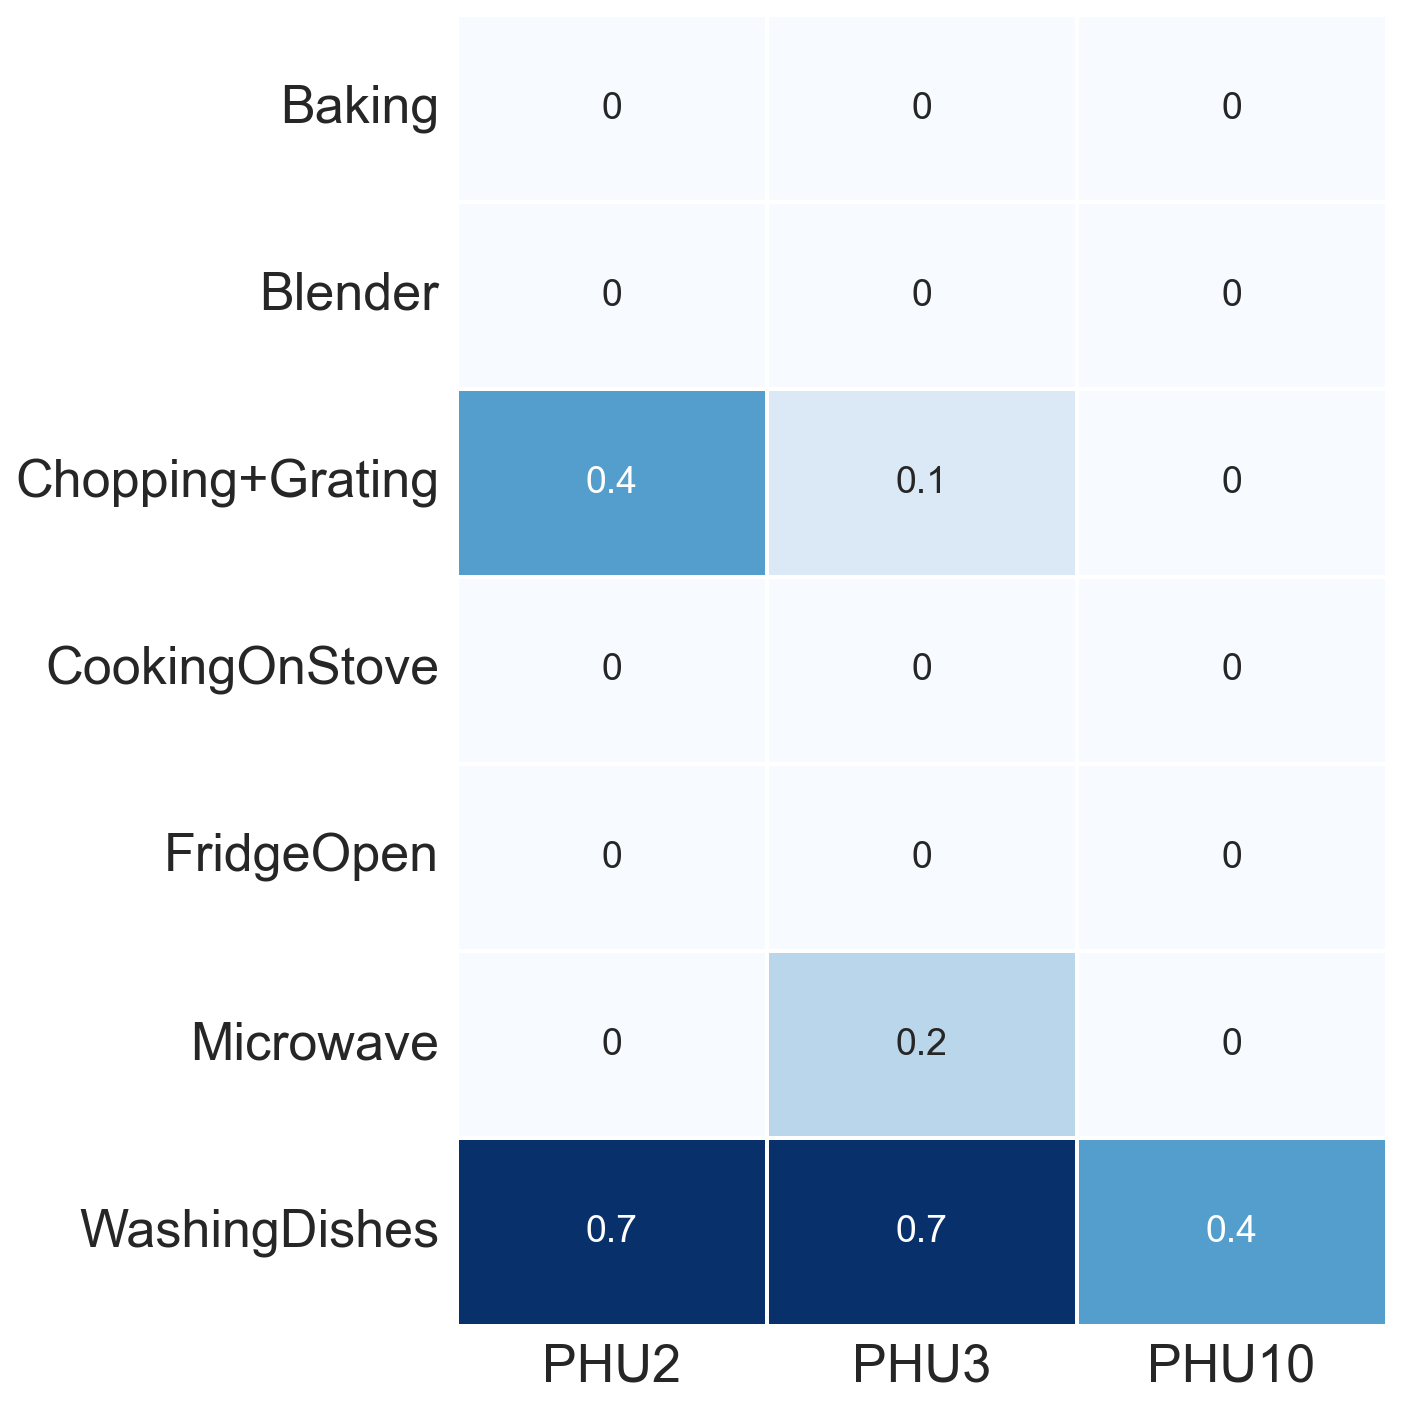 Baking 0 0 0
Blender 0 0 0
Chopping+Grating 0.4 0.1 0
CookingOnStove 0 0 0
FridgeOpen 0 0 0
Microwave 0 0.2 0
WashingDishes 0.7 0.7 0.4
PHU2 PHU3 PHU10